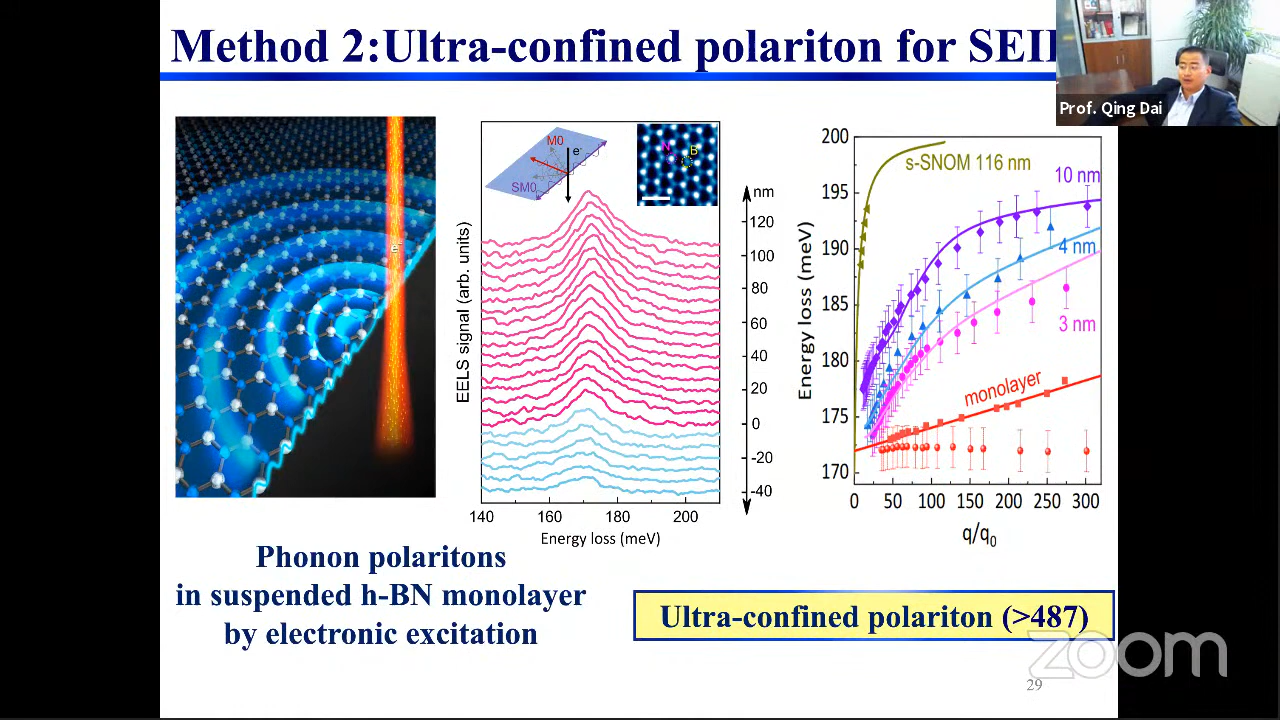 Method 2:Ultra-confined polariton for SEI
Prof. Qing Dai
e-
M0
e-
SM0
N
B
EELS signal (arb. units)
nm
120
100
80
60
40
20
0
-20
-40
140 160 180 200
Energy loss (meV)
Energy loss (meV)
200
195
190
185
180
175
170
s-SNOM 116 nm
10 nm
4 nm
3 nm
monolayer
0 50 100 150 200 250 300
q/q0
Phonon polaritons
in suspended h-BN monolayer
by electronic excitation
Ultra-confined polariton (>487)
zoom
29